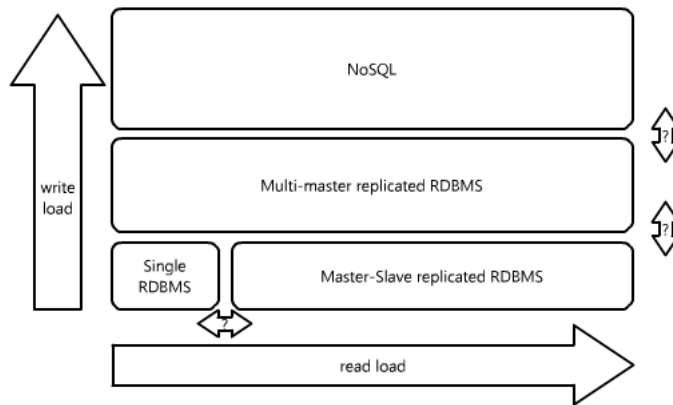 NoSQL
?
Multi-master replicated RDBMS
write
load
?
Single
RDBMS
Master-Slave replicated RDBMS
?
read load